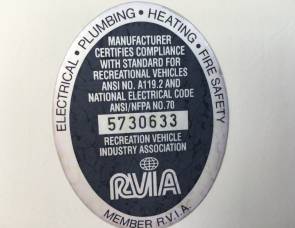 ELECTRICAL • PLUMBING • HEATING • FIRE SAFETY
MANUFACTURER
CERTIFIES COMPLIANCE
WITH STANDARD FOR
RECREATIONAL VEHICLES
ANSI NO. A119.2 AND
NATIONAL ELECTRICAL CODE
ANSI/NFPA NO.70
5730633
RECREATION VEHICLE
INDUSTRY ASSOCIATION
RVIA
MEMBER R.V.I.A.